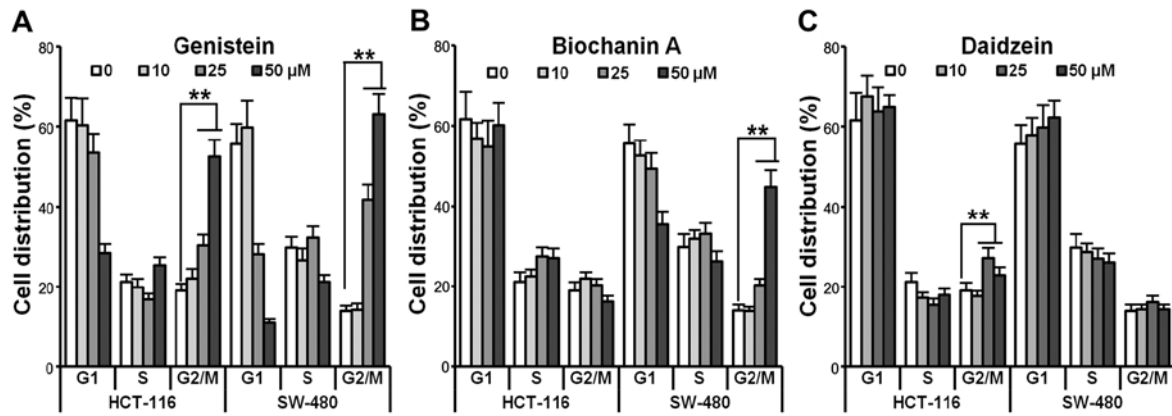 A
Genistein
0 10 25 50 μM
**
**
Cell distribution (%)
80
60
40
20
0
G1 S G2/M G1 S G2/M
HCT-116 SW-480
B
Biochanin A
0 10 25 50 μM
**
Cell distribution (%)
80
60
40
20
0
G1 S G2/M G1 S G2/M
HCT-116 SW-480
C
Daidzein
0 10 25 50 μM
**
Cell distribution (%)
80
60
40
20
0
G1 S G2/M G1 S G2/M
HCT-116 SW-480